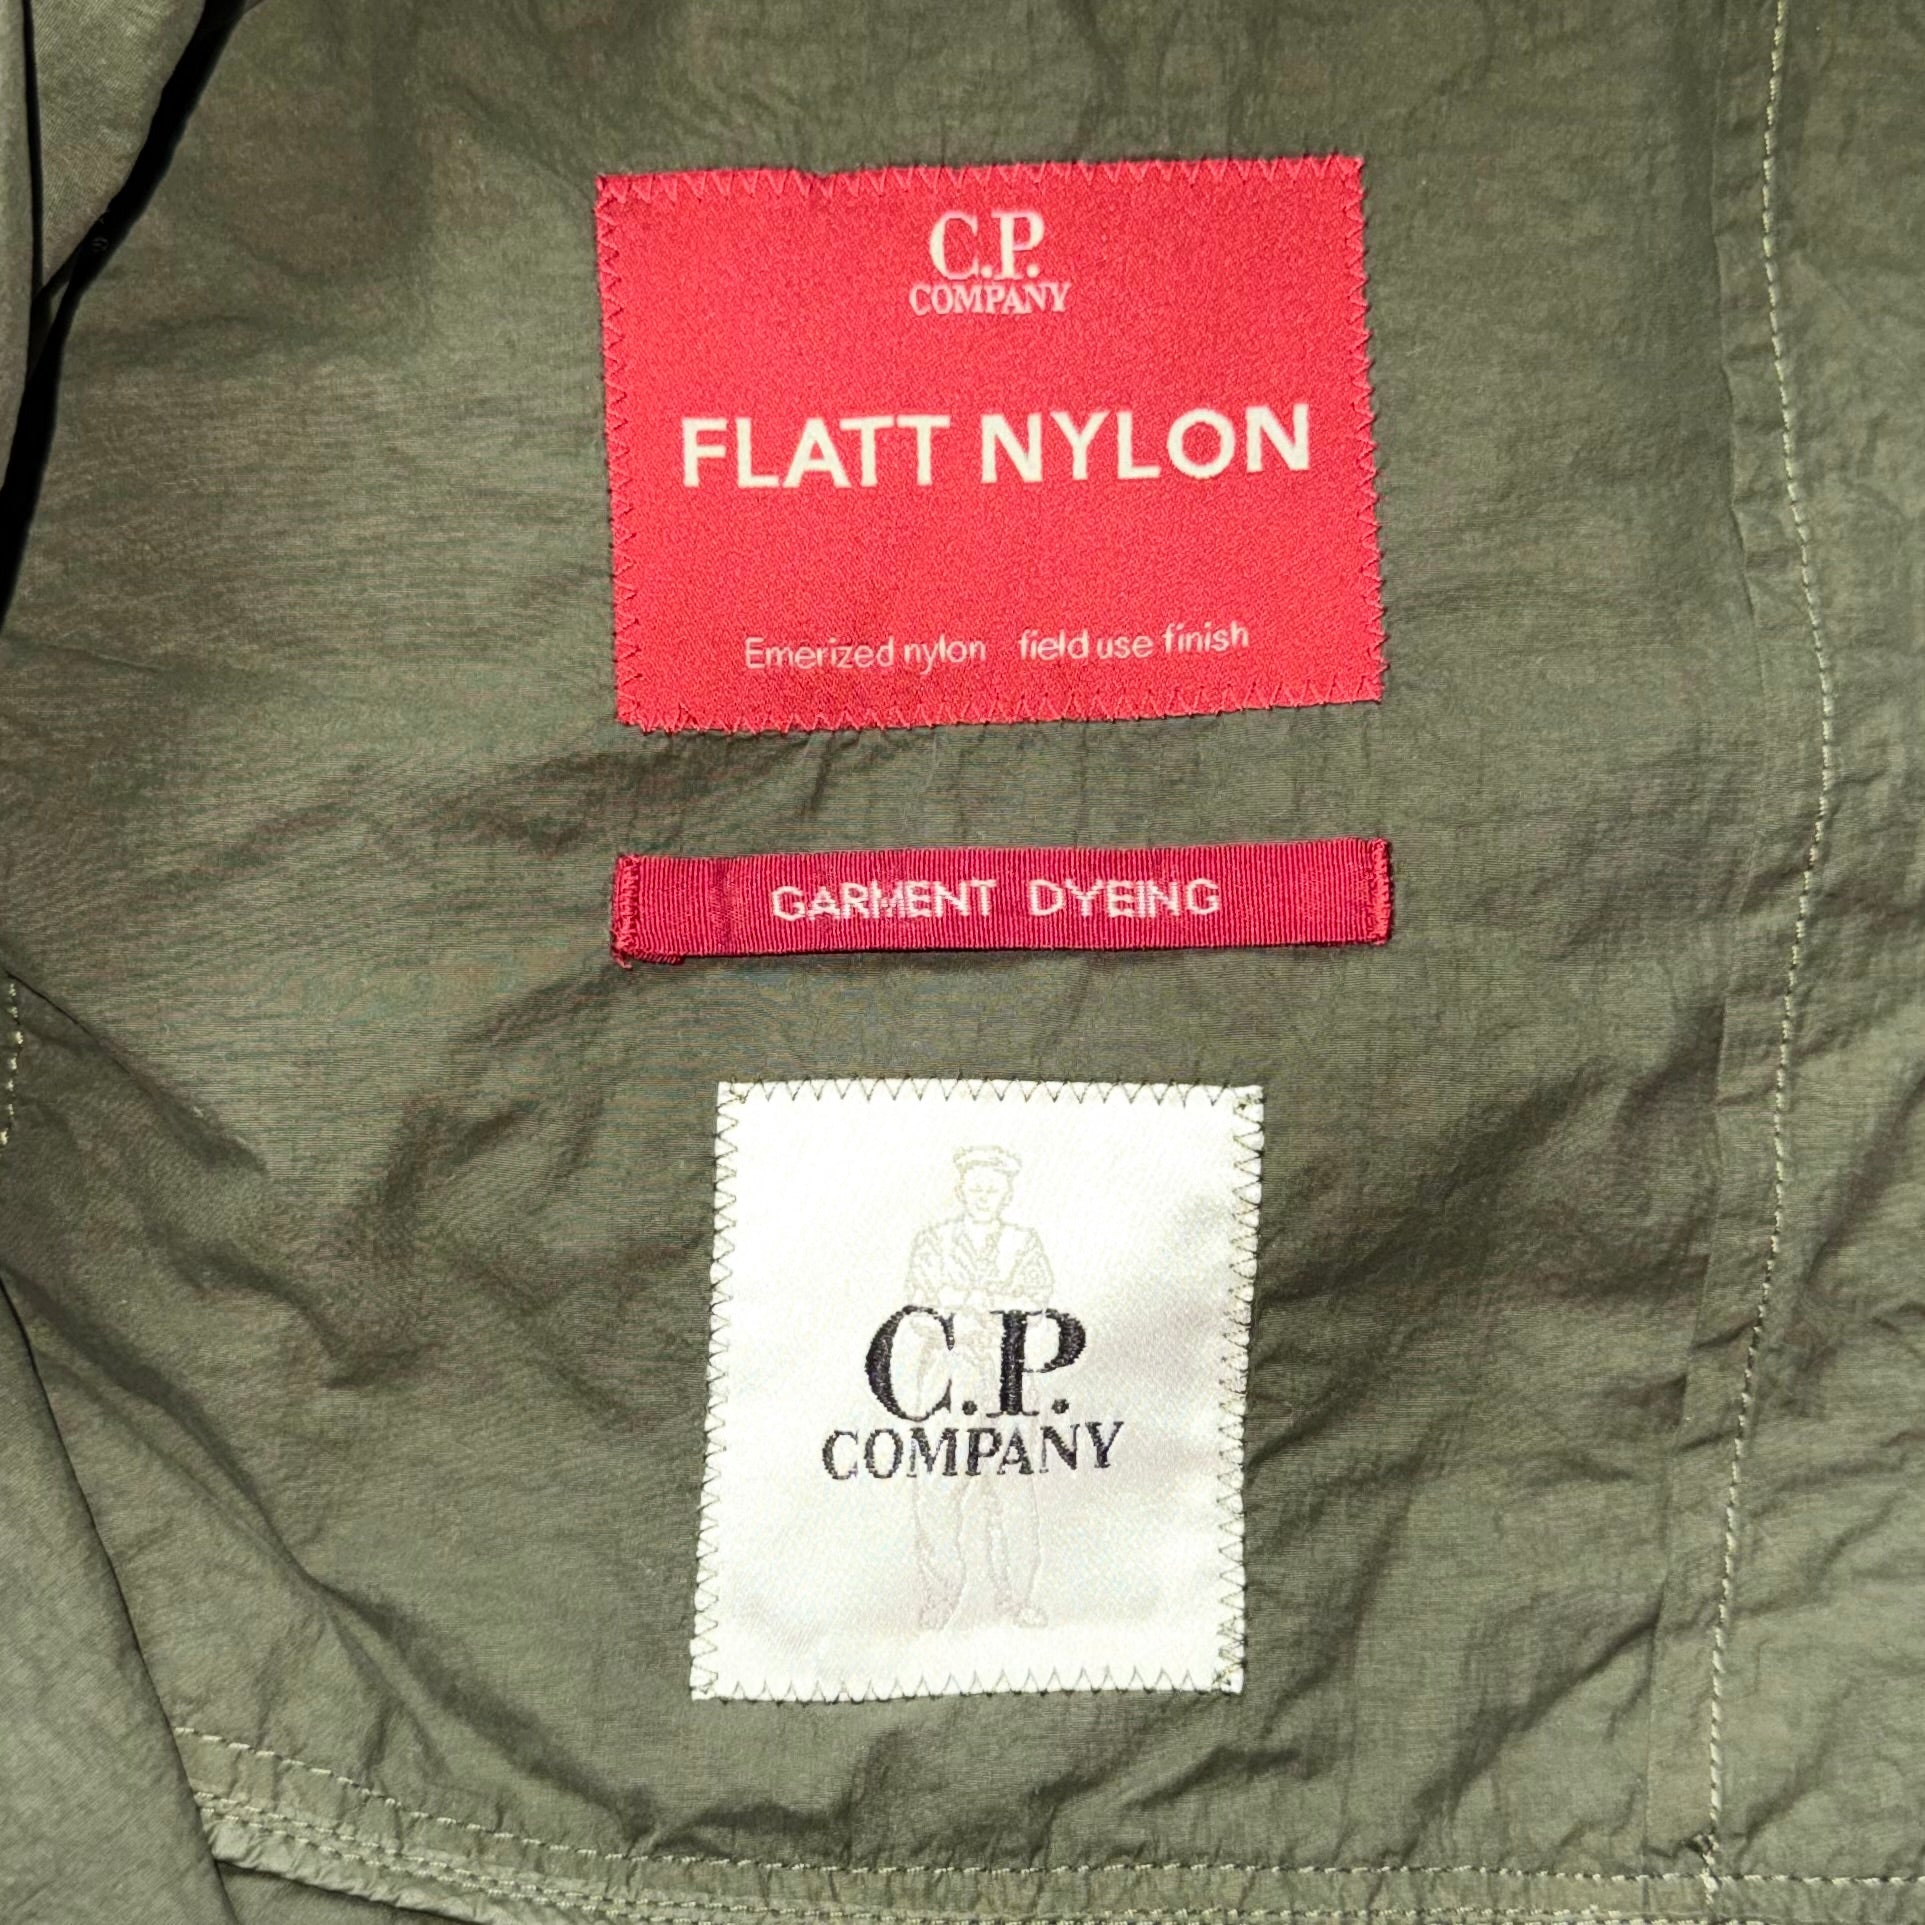 C.P.
COMPANY
FLATT NYLON
Emerized nylon field use finish
GARMENT DYEING
C.P.
COMPANY